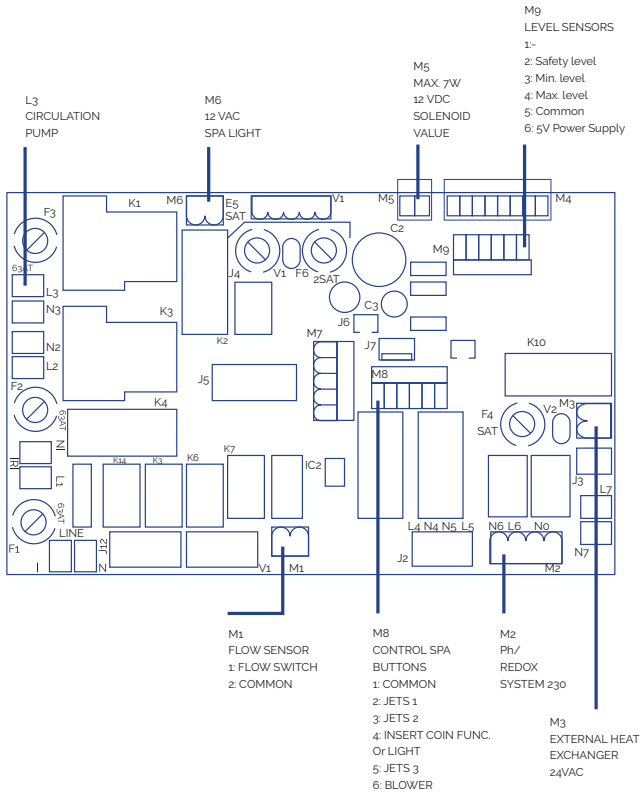 M9
LEVEL SENSORS
1:-
2: Safety level
3: Min. level
4: Max. level
5: Common
6: 5V Power Supply
M5
MAX. 7W
12 VDC
SOLENOID
VALUE
L3
CIRCULATION
PUMP
M6
12 VAC
SPA LIGHT
K1
M6
E5
SAT
V1
M5
M4
F3
C2
M9
63AT
J4
V1
F6
2SAT
L3
N3
K3
C3
J6
K2
M7
J7
K10
N2
L2
J5
M8
F2
63AT
K4
F4
SAT
V2
M3
NI
IRI
K14
K3
K6
K7
IC2
J3
L1
L7
63AT
F1
LINE
L4 N4 N5 L5
N6 L6 N0
J12
J2
N7
I
N
V1
M1
M2
M1
FLOW SENSOR
1: FLOW SWITCH
2: COMMON
M8
CONTROL SPA
BUTTONS
1: COMMON
2: JETS 1
3: JETS 2
4: INSERT COIN FUNC.
Or LIGHT
5: JETS 3
6: BLOWER
M2
Ph/
REDOX
SYSTEM 230
M3
EXTERNAL HEAT
EXCHANGER
24VAC